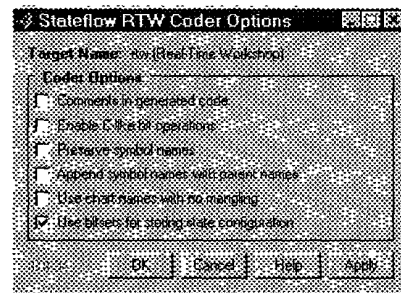 Stateflow RTW Coder Options
Target Name: rtw (Real Time Workshop)
Coder Options
Comments in generated code
Enable C-like bit operations
Preserve symbol names
Append symbol names with parent names
Use chart names with no mangling
Use bitsets for storing state configuration
OK Cancel Help Apply